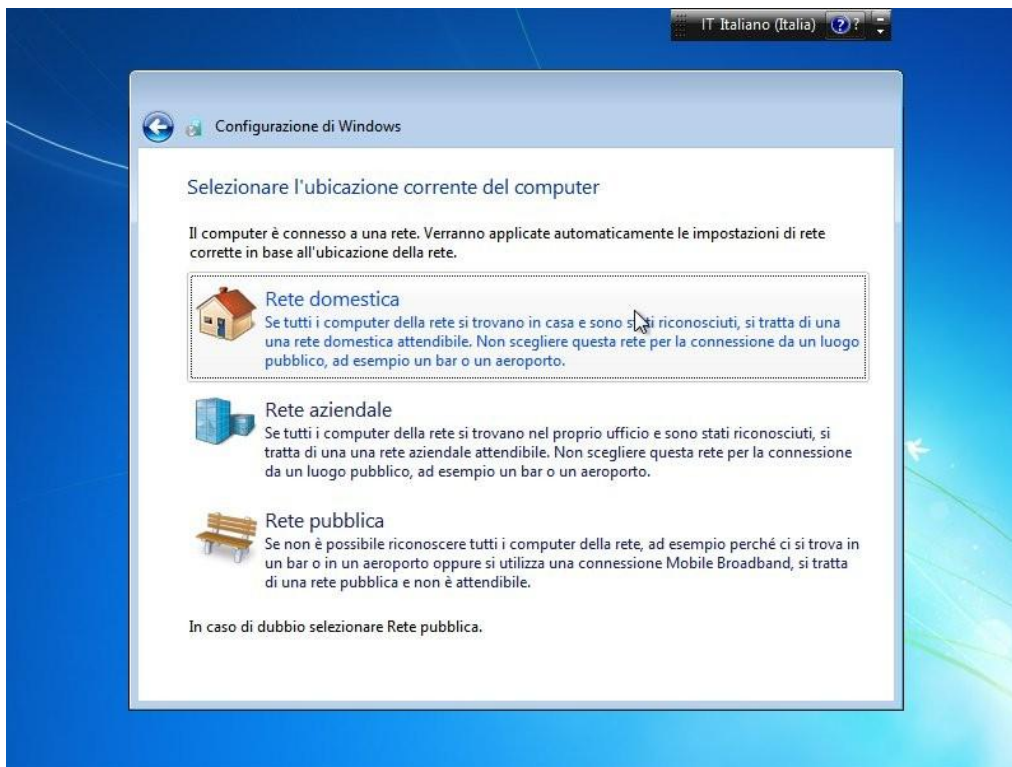 IT Italiano (Italia) ?
Configurazione di Windows
Selezionare l'ubicazione corrente del computer
Il computer è connesso a una rete. Verranno applicate automaticamente le impostazioni di rete
corrette in base all'ubicazione della rete.
Rete domestica
Se tutti i computer della rete si trovano in casa e sono stati riconosciuti, si tratta di una
una rete domestica attendibile. Non scegliere questa rete per la connessione da un luogo
pubblico, ad esempio un bar o un aeroporto.
Rete aziendale
Se tutti i computer della rete si trovano nel proprio ufficio e sono stati riconosciuti, si
tratta di una una rete aziendale attendibile. Non scegliere questa rete per la connessione
da un luogo pubblico, ad esempio un bar o un aeroporto.
Rete pubblica
Se non è possibile riconoscere tutti i computer della rete, ad esempio perché ci si trova in
un bar o in un aeroporto oppure si utilizza una connessione Mobile Broadband, si tratta
di una rete pubblica e non è attendibile.
In caso di dubbio selezionare Rete pubblica.